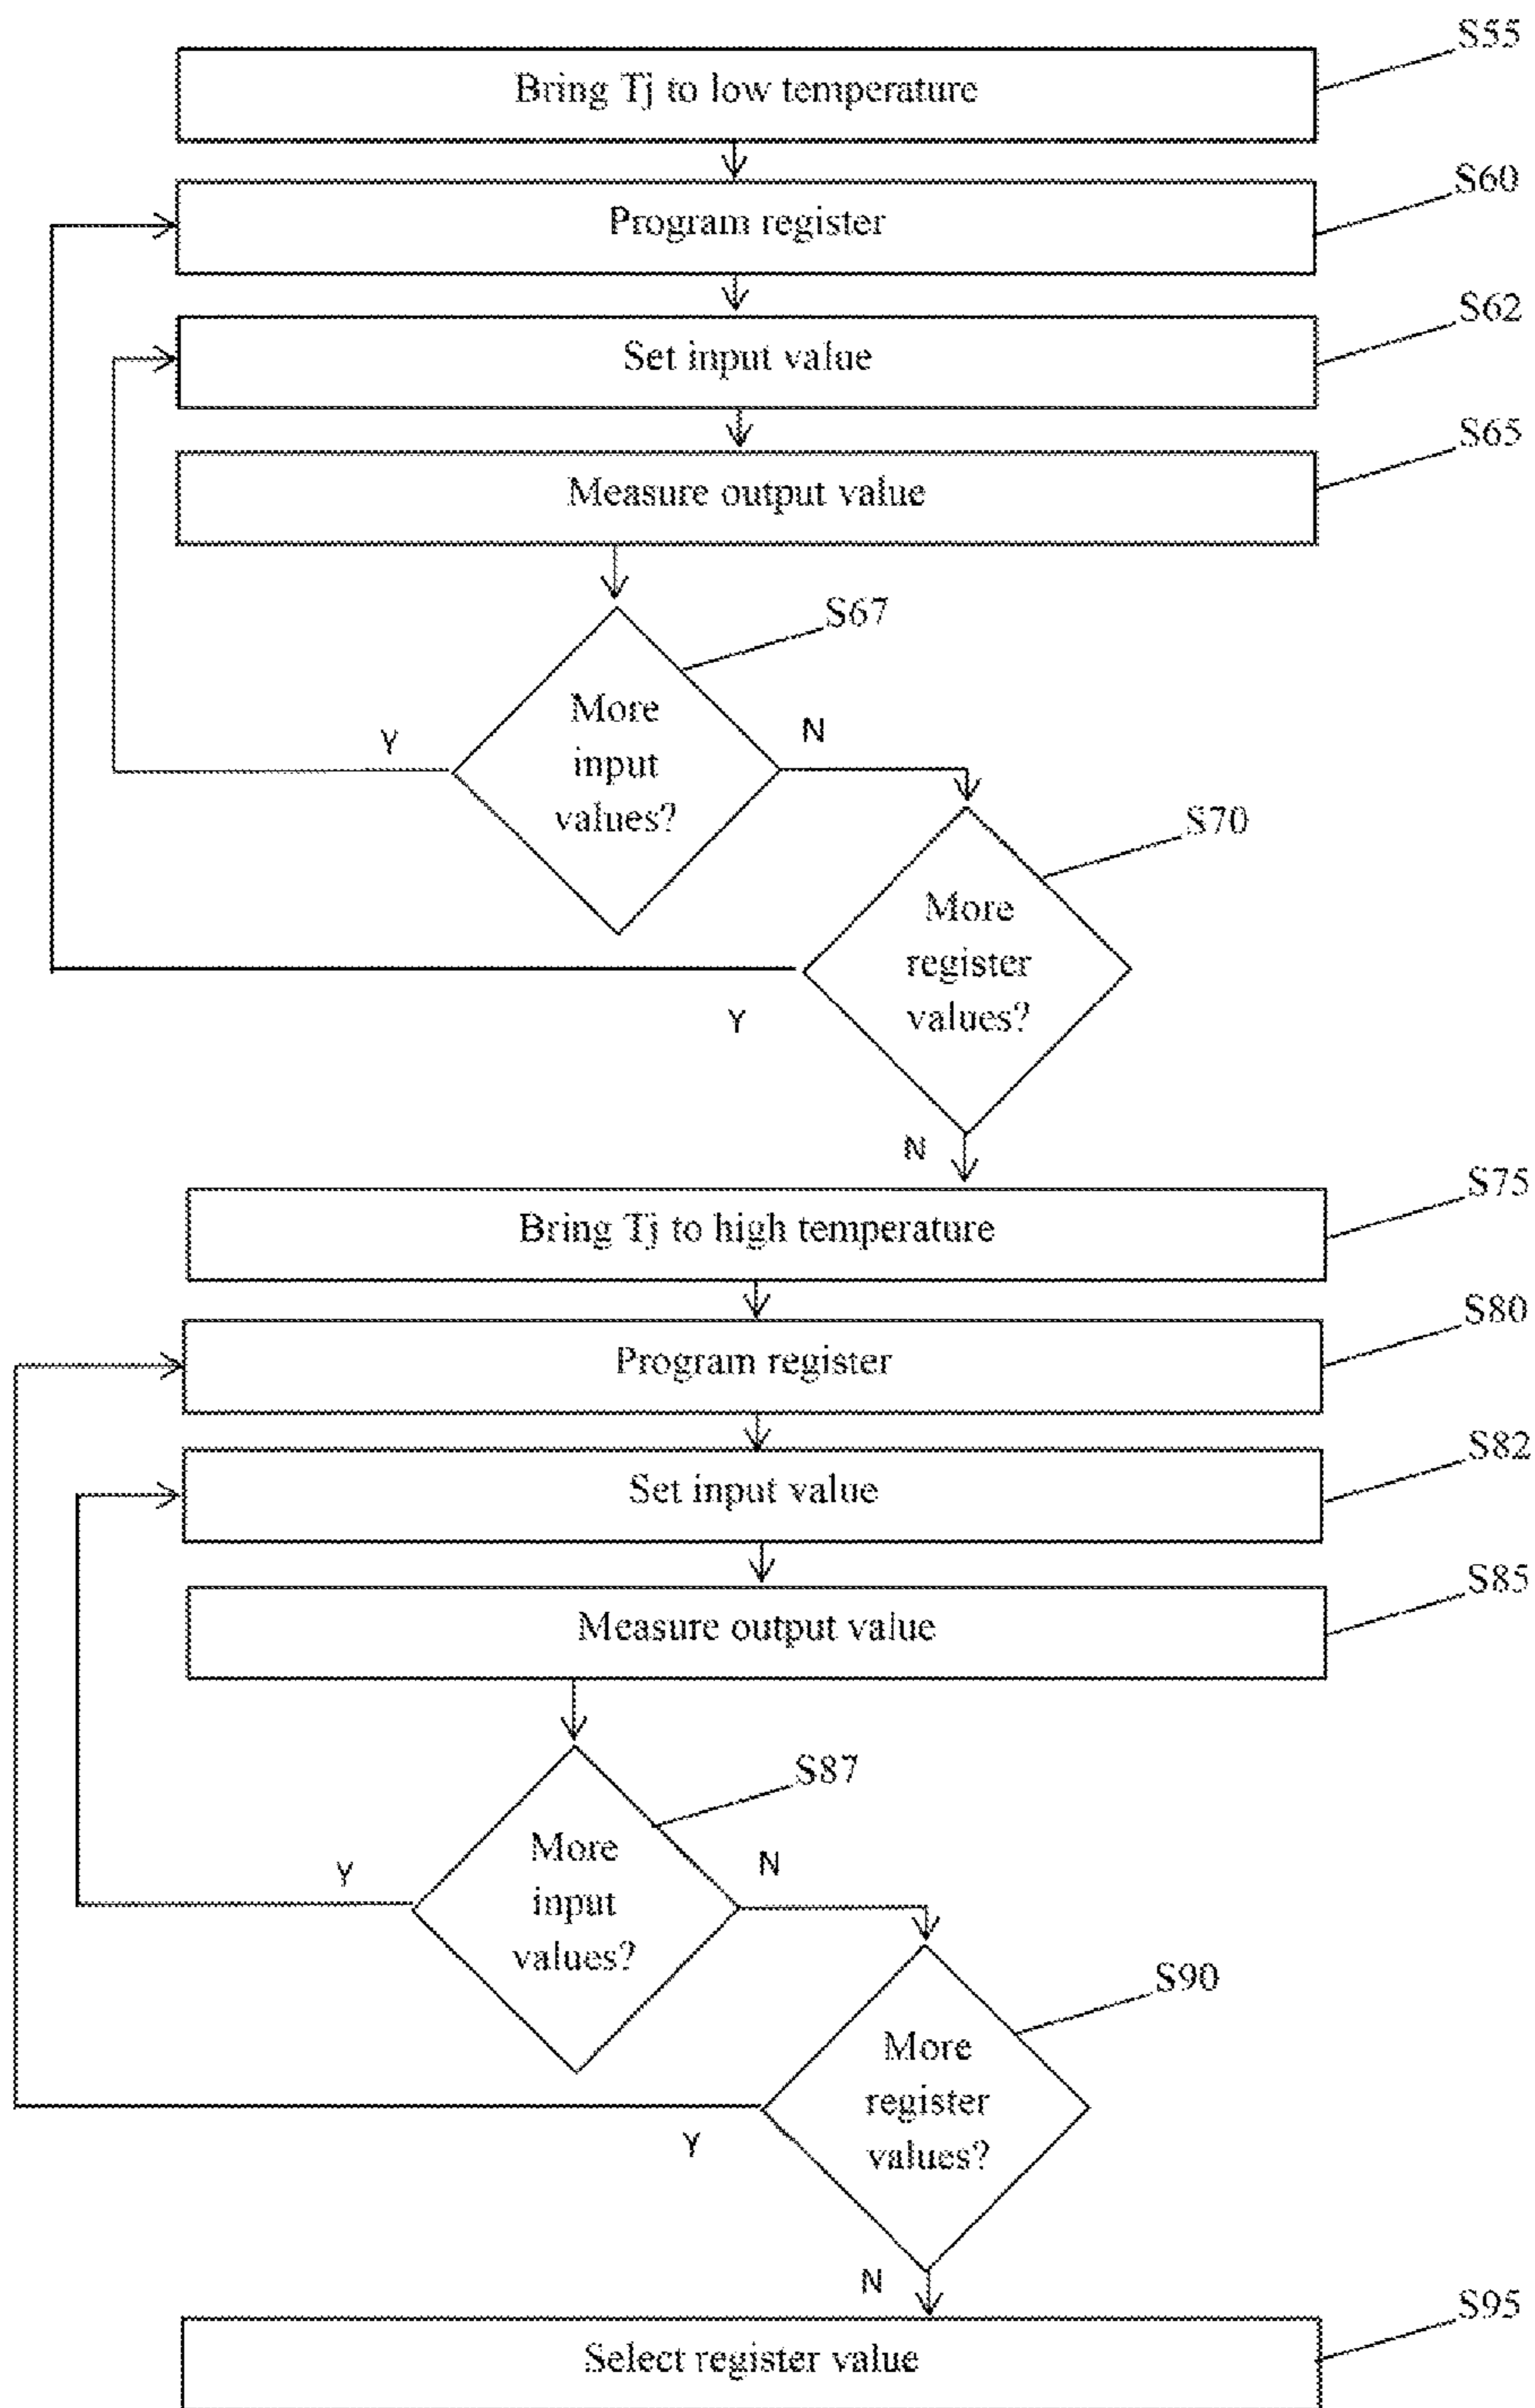 S55
Bring Tj to low temperature
S60
Program register
S62
Set input value
S65
Measure output value
S67
More
input
values?
Y
N
S70
More
register
values?
Y
N
S75
Bring Tj to high temperature
S80
Program register
S82
Set input value
S85
Measure output value
S87
More
input
values?
Y
N
S90
More
register
values?
Y
N
S95
Select register value